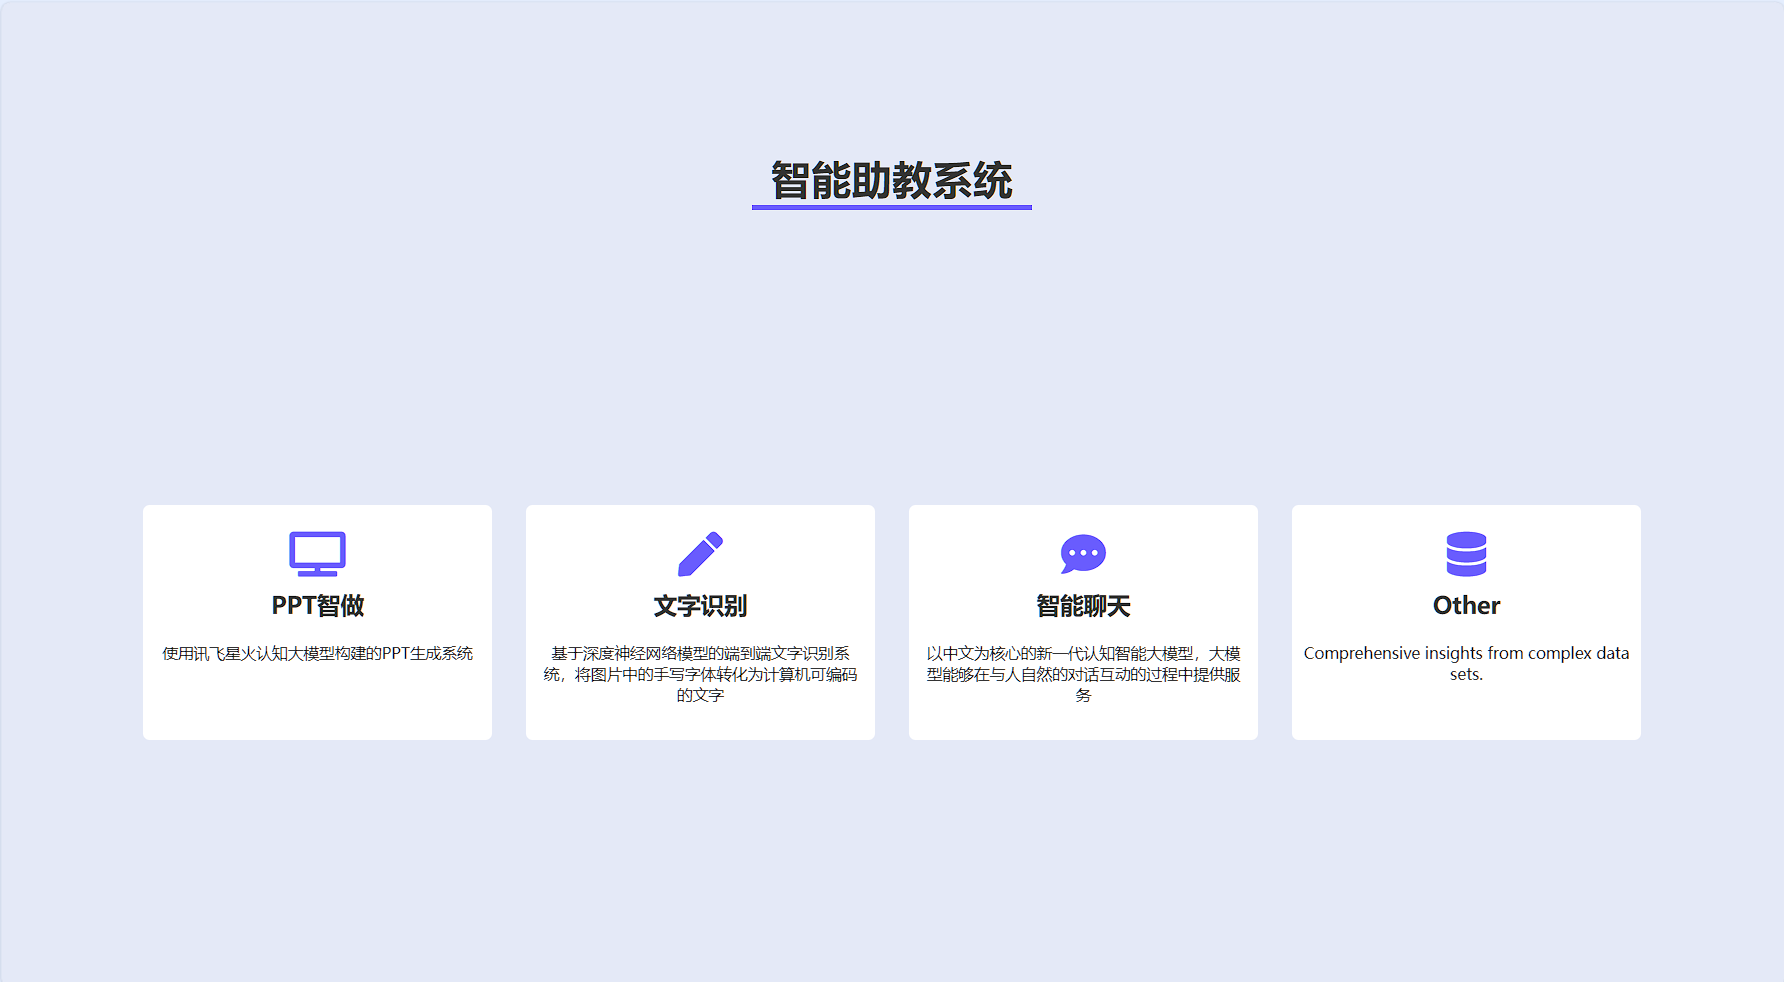 智能助教系统
PPT智做
使用讯飞星火认知大模型构建的PPT生成系统
文字识别
基于深度神经网络模型的端到端文字识别系
统，将图片中的手写字体转化为计算机可编码
的文字
智能聊天
以中文为核心的新一代认知智能大模型，大模
型能够在与人自然的对话互动的过程中提供服
务
Other
Comprehensive insights from complex data
sets.